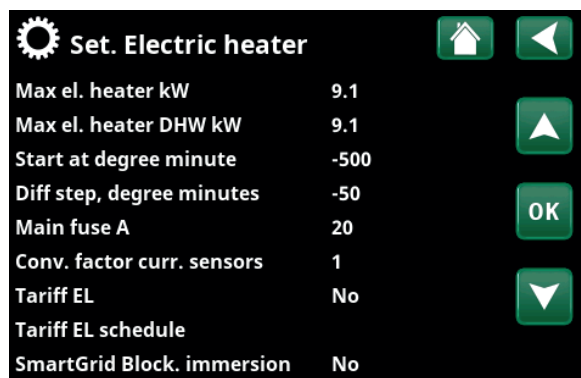 Set. Electric heater
Max el. heater kW 9.1
Max el. heater DHW kW 9.1
Start at degree minute -500
Diff step, degree minutes -50
Main fuse A 20
Conv. factor curr. sensors 1
Tariff EL No
Tariff EL schedule
SmartGrid Block. immersion No
OK